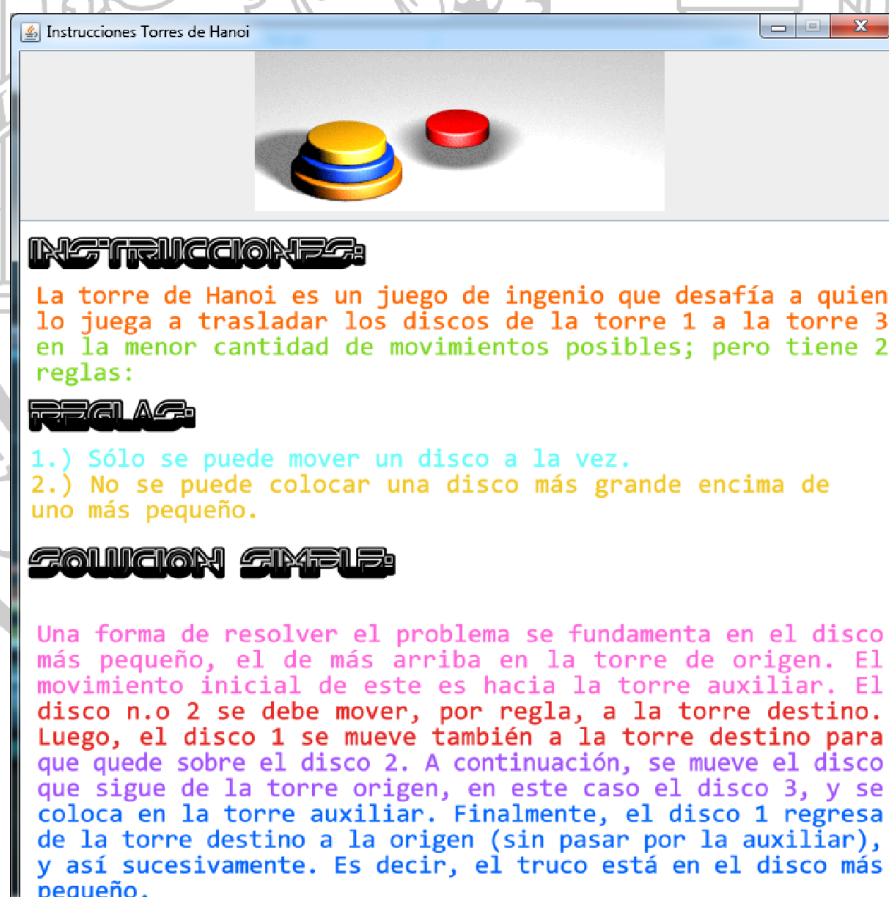 Instrucciones Torres de Hanoi
INSTRUCCIONES:
La torre de Hanoi es un juego de ingenio que desafía a quien
lo juega a trasladar los discos de la torre 1 a la torre 3
en la menor cantidad de movimientos posibles; pero tiene 2
reglas:
REGLAS:
1.) Sólo se puede mover un disco a la vez.
2.) No se puede colocar una disco más grande encima de
uno más pequeño.
SOLUCION SIMPLE:
Una forma de resolver el problema se fundamenta en el disco
más pequeño, el de más arriba en la torre de origen. El
movimiento inicial de este es hacia la torre auxiliar. El
disco n.o 2 se debe mover, por regla, a la torre destino.
Luego, el disco 1 se mueve también a la torre destino para
que quede sobre el disco 2. A continuación, se mueve el disco
que sigue de la torre origen, en este caso el disco 3, y se
coloca en la torre auxiliar. Finalmente, el disco 1 regresa
de la torre destino a la origen (sin pasar por la auxiliar),
y así sucesivamente. Es decir, el truco está en el disco más
pequeño.